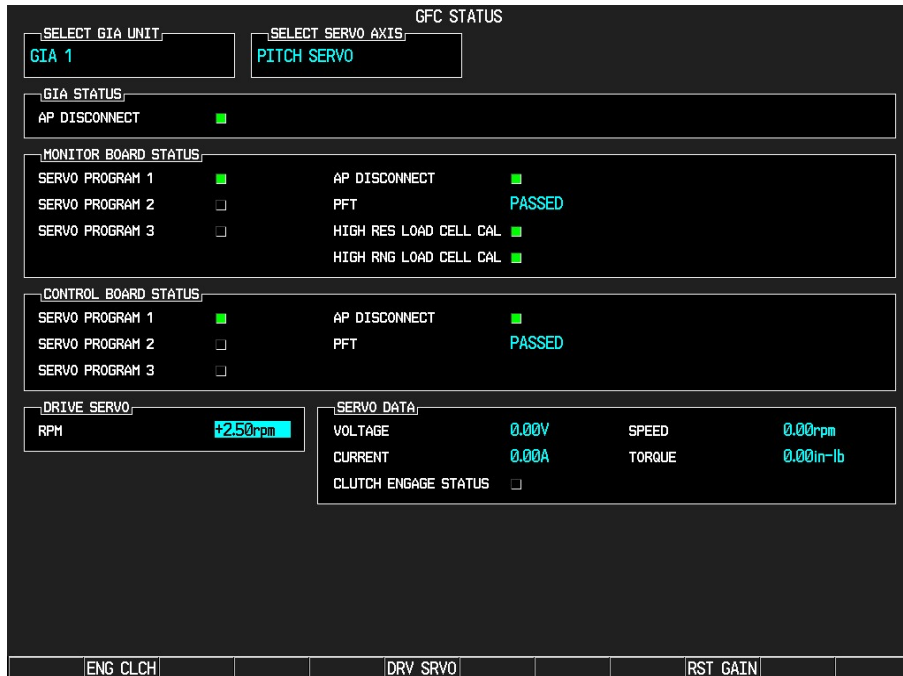 GFC STATUS
SELECT GIA UNIT SELECT SERVO AXIS
GIA 1 PITCH SERVO
GIA STATUS
AP DISCONNECT
MONITOR BOARD STATUS
SERVO PROGRAM 1 AP DISCONNECT
SERVO PROGRAM 2 PFT PASSED
SERVO PROGRAM 3 HIGH RES LOAD CELL CAL
HIGH RNG LOAD CELL CAL
CONTROL BOARD STATUS
SERVO PROGRAM 1 AP DISCONNECT
SERVO PROGRAM 2 PFT PASSED
SERVO PROGRAM 3
DRIVE SERVO SERVO DATA
RPM +2.50rpm VOLTAGE 0.00V SPEED 0.00rpm
CURRENT 0.00A TORQUE 0.00in-lb
CLUTCH ENGAGE STATUS
ENG CLCH DRV SRVO RST GAIN